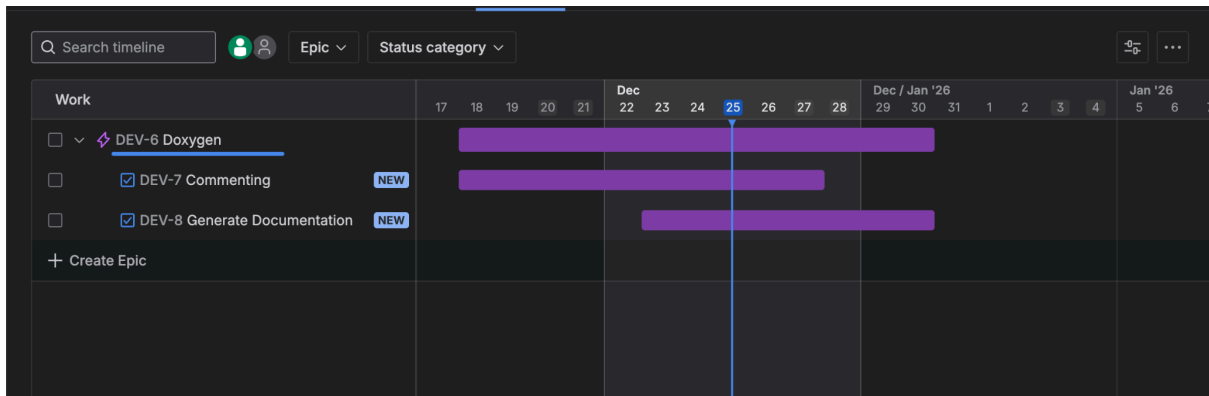 Search timeline
Epic
Status category
Work
Dec
Dec / Jan '26
Jan '26
17 18 19 20 21 22 23 24 25 26 27 28 29 30 31 1 2 3 4 5 6
DEV-6 Doxygen
DEV-7 Commenting NEW
DEV-8 Generate Documentation NEW
+ Create Epic